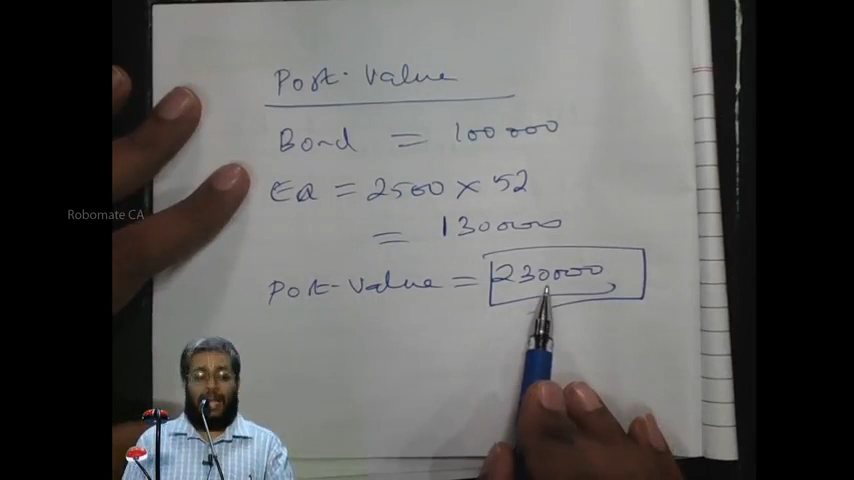 Port. Value
Bond = 100000
EQ = 2500 × 52
= 130000
Port. Value = 230000
Robomate CA